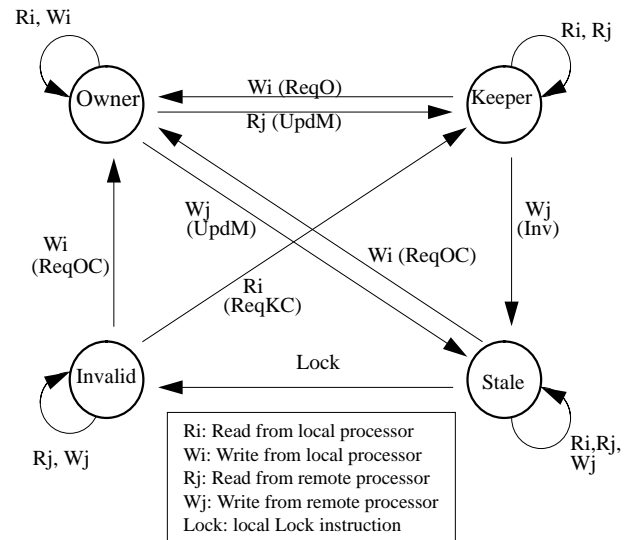 Ri, Wi
Ri, Rj
Owner
Keeper
Wi (ReqO)
Rj (UpdM)
Wj
(UpdM)
Wi (ReqOC)
Wj
(Inv)
Wi
(ReqOC)
Ri
(ReqKC)
Lock
Invalid
Stale
Rj, Wj
Ri,Rj,
Wj
Ri: Read from local processor
Wi: Write from local processor
Rj: Read from remote processor
Wj: Write from remote processor
Lock: local Lock instruction